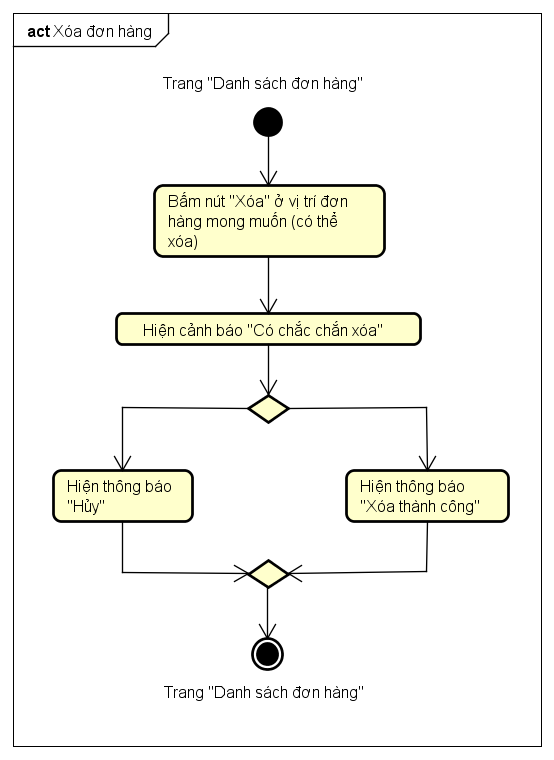 act Xóa đơn hàng
Trang "Danh sách đơn hàng"
Bấm nút "Xóa" ở vị trí đơn
hàng mong muốn (có thể
xóa)
Hiện cảnh báo "Có chắc chắn xóa"
Hiện thông báo
"Hủy"
Hiện thông báo
"Xóa thành công"
Trang "Danh sách đơn hàng"